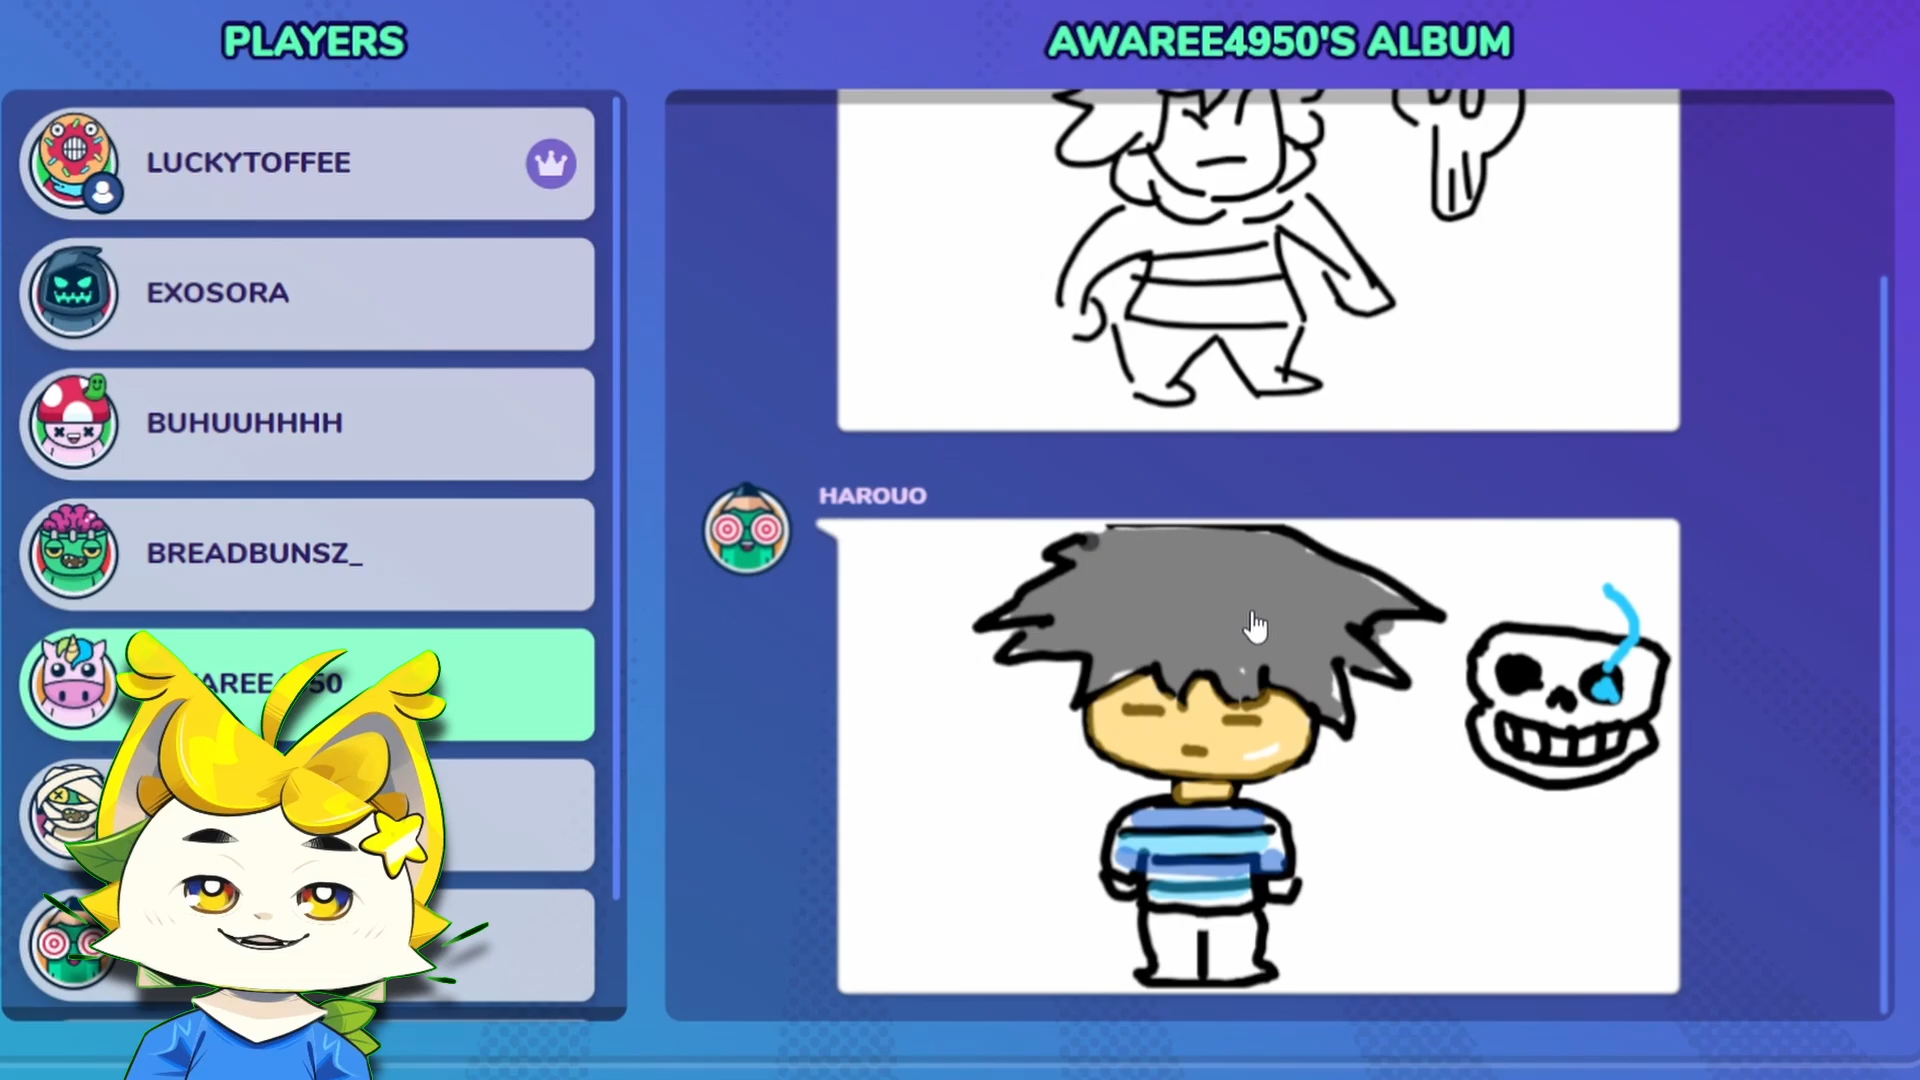 PLAYERS
AWAREE4950'S ALBUM
LUCKYTOFFEE
EXOSORA
BUHUUHHHH
BREADBUNSZ_
HAROUO